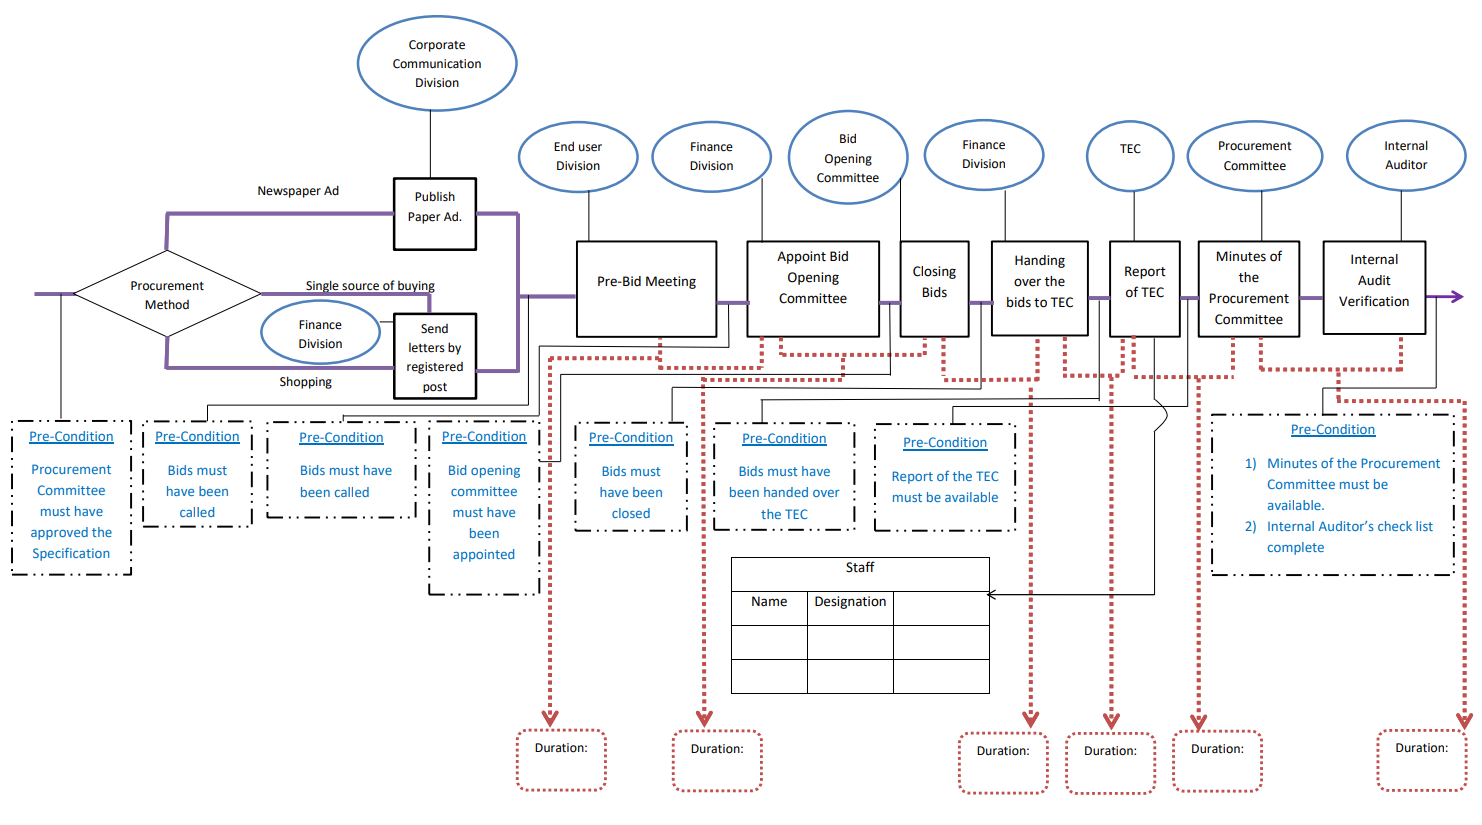 Corporate
Communication
Division
End user
Division
Finance
Division
Bid
Opening
Committee
Finance
Division
TEC
Procurement
Committee
Internal
Auditor
Newspaper Ad
Publish
Paper Ad.
Procurement
Method
Single source of buying
Finance
Division
Send
letters by
registered
post
Shopping
Pre-Bid Meeting
Appoint Bid
Opening
Committee
Closing
Bids
Handing
over the
bids to TEC
Report
of TEC
Minutes of
the
Procurement
Committee
Internal
Audit
Verification
Pre-Condition
Procurement
Committee
must have
approved the
Specification
Pre-Condition
Bids must
have been
called
Pre-Condition
Bids must have
been called
Pre-Condition
Bid opening
committee
must have
been
appointed
Pre-Condition
Bids must
have been
closed
Pre-Condition
Bids must have
been handed over
the TEC
Pre-Condition
Report of the TEC
must be available
Pre-Condition
1) Minutes of the Procurement
Committee must be
available.
2) Internal Auditor’s check list
complete
Staff
Name Designation
Duration:
Duration:
Duration:
Duration:
Duration:
Duration: